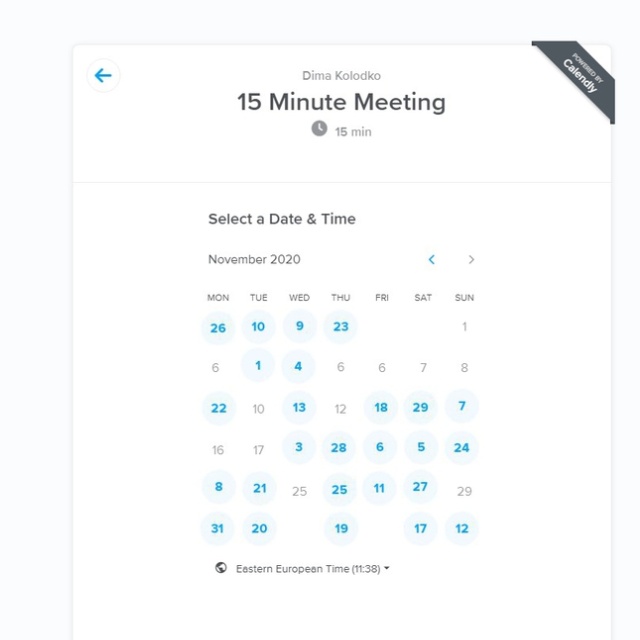 POWERED BY
Calendly
Dima Kolodko
15 Minute Meeting
15 min
Select a Date & Time
November 2020
MON TUE WED THU FRI SAT SUN
26 10 9 23 1
6 1 4 6 6 7 8
22 10 13 12 18 29 7
16 17 3 28 6 5 24
8 21 25 25 11 27 29
31 20 19 17 12
Eastern European Time (11:38)